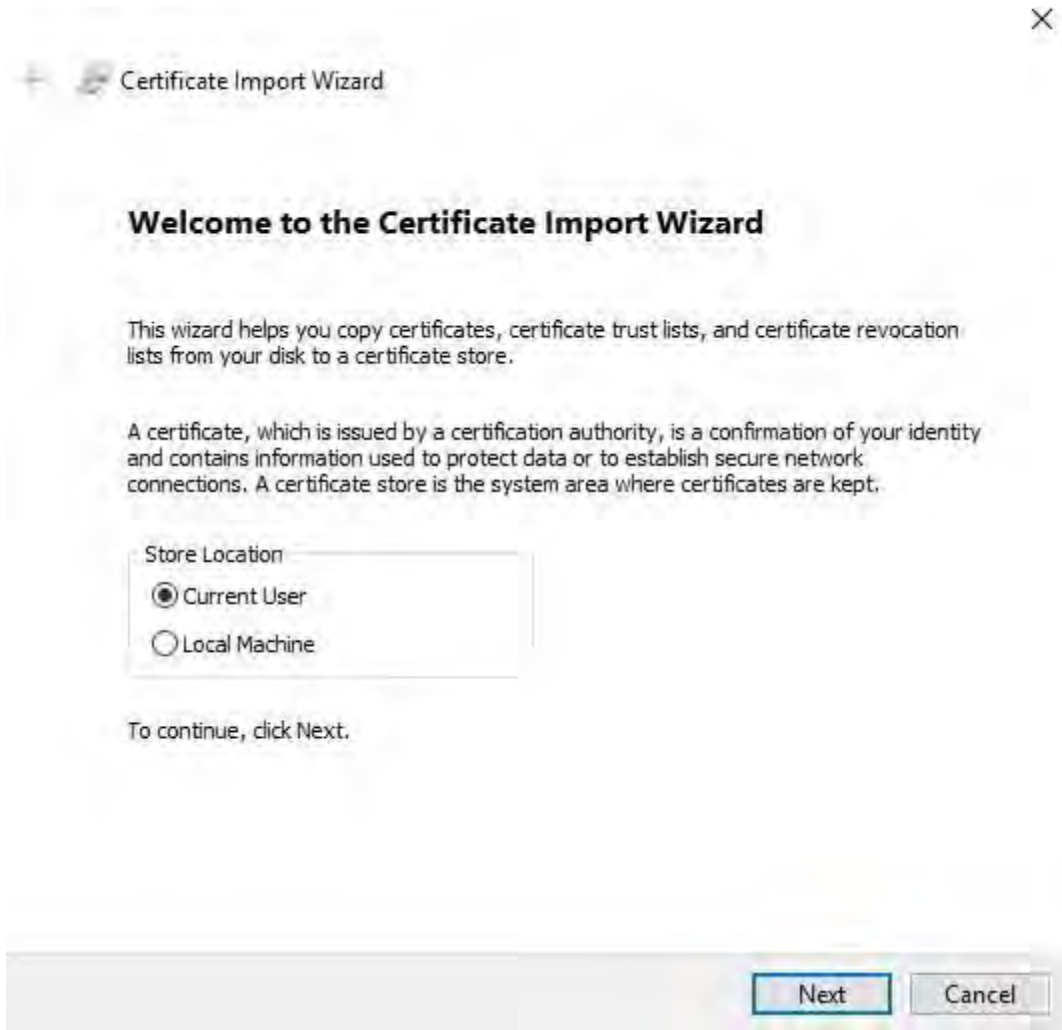 Certificate Import Wizard
Welcome to the Certificate Import Wizard
This wizard helps you copy certificates, certificate trust lists, and certificate revocation
lists from your disk to a certificate store.
A certificate, which is issued by a certification authority, is a confirmation of your identity
and contains information used to protect data or to establish secure network
connections. A certificate store is the system area where certificates are kept.
Store Location
Current User
Local Machine
To continue, click Next.
Next Cancel